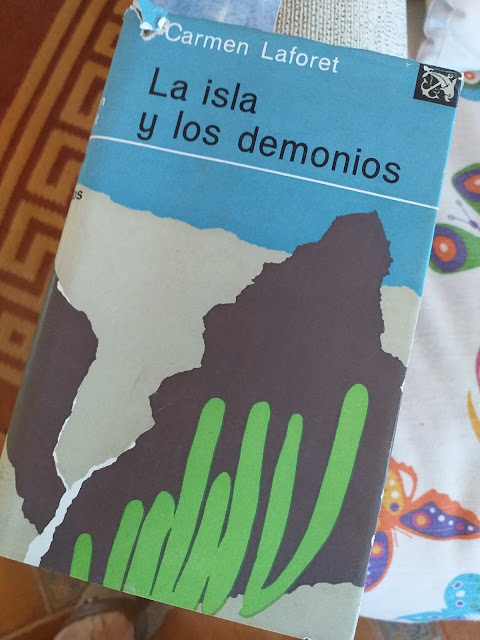 Carmen Laforet
La isla
y los demonios